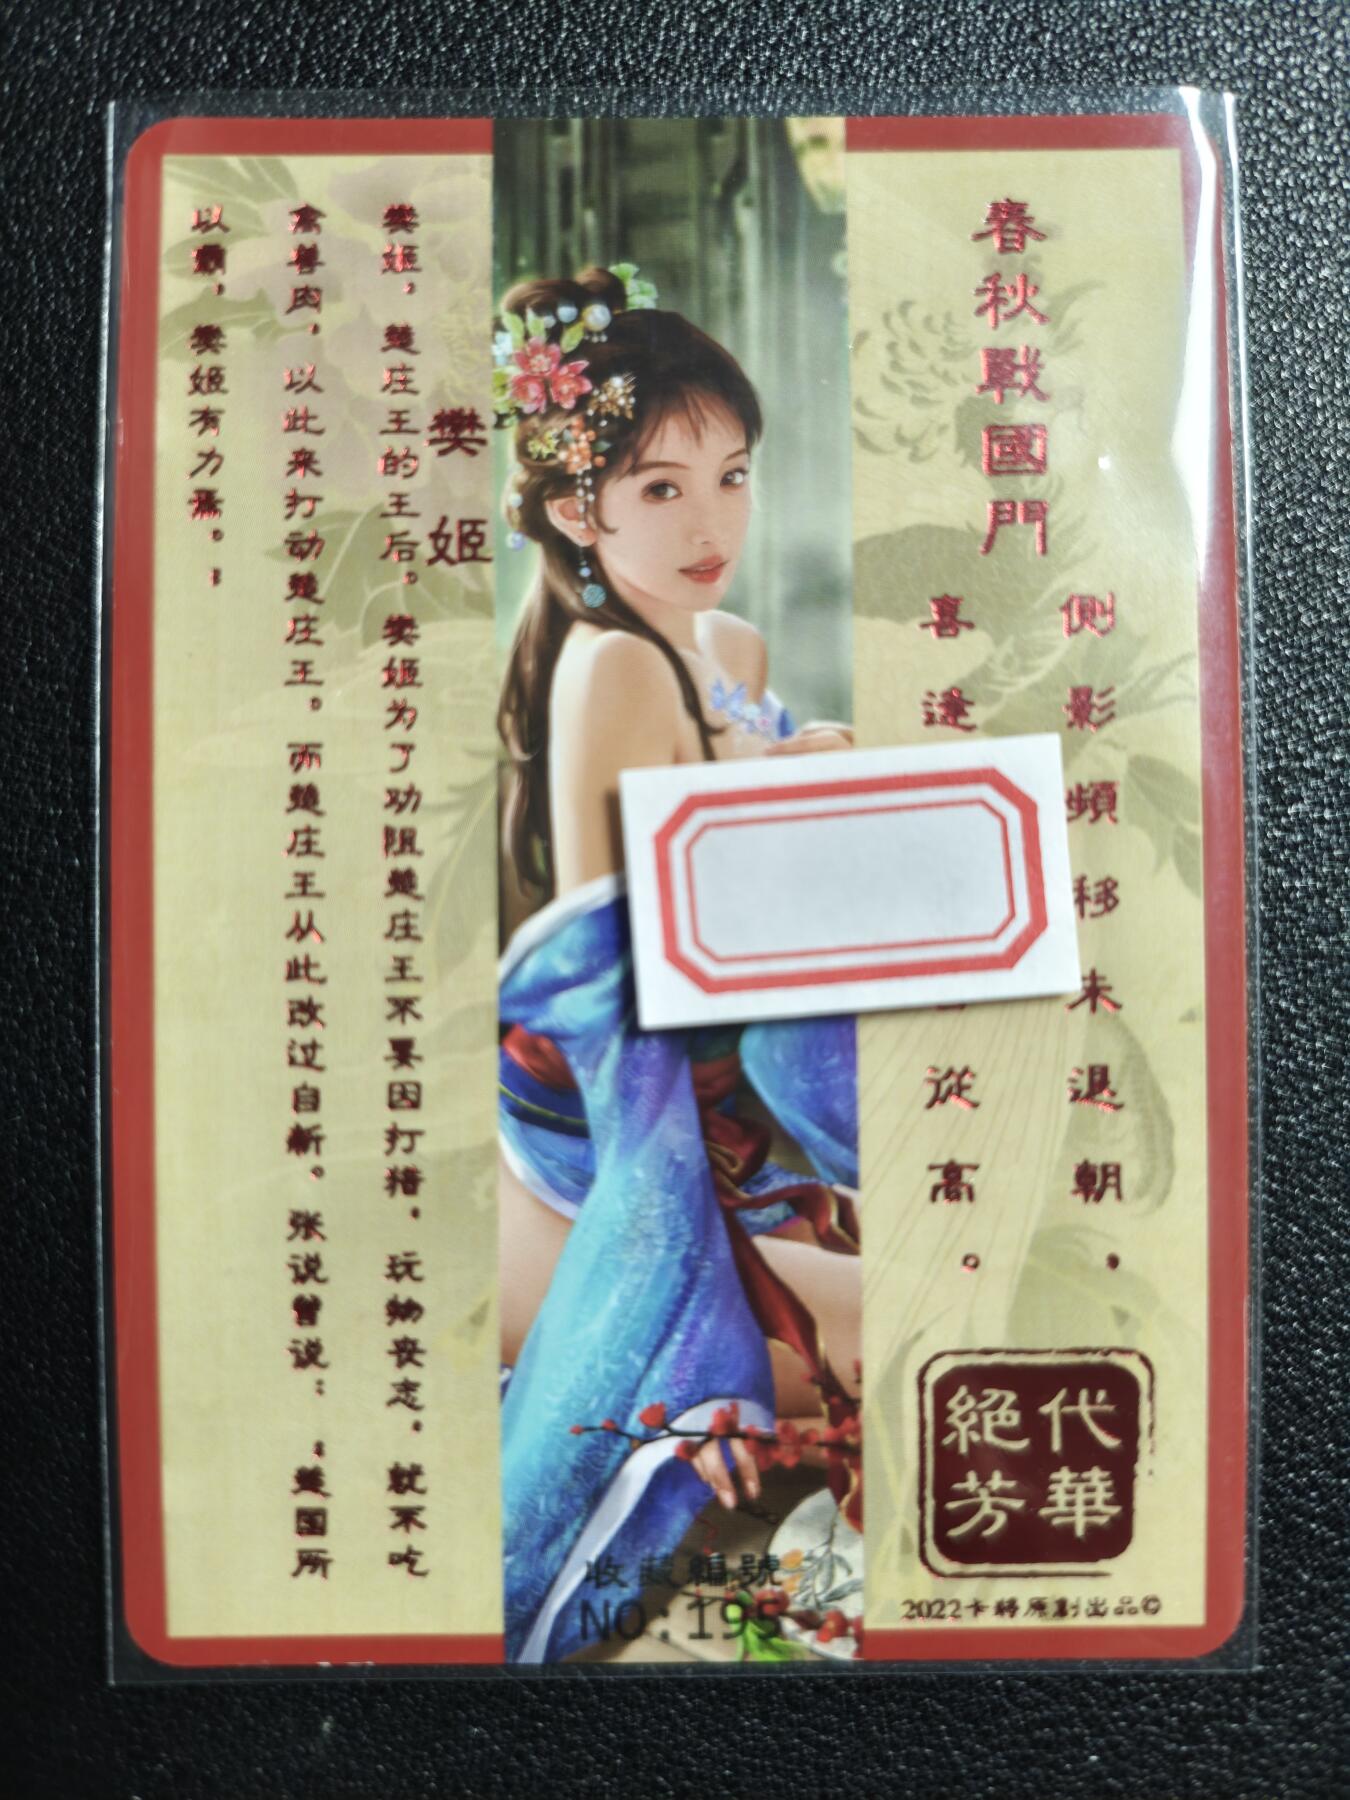 春秋戰國門
側影頻移未退朝，
喜逢
從高。
代華
絕芳
2022卡將原創出品©
樊姬
樊姬，楚庄王的王后。樊姬为了劝阻楚庄王不要因打猎，玩物丧志，就不吃
禽兽肉，以此来打动楚庄王。而楚庄王从此改过自新。张说曾说：；楚国所
以霸，樊姬有力焉。；
收藏編號
NO:195